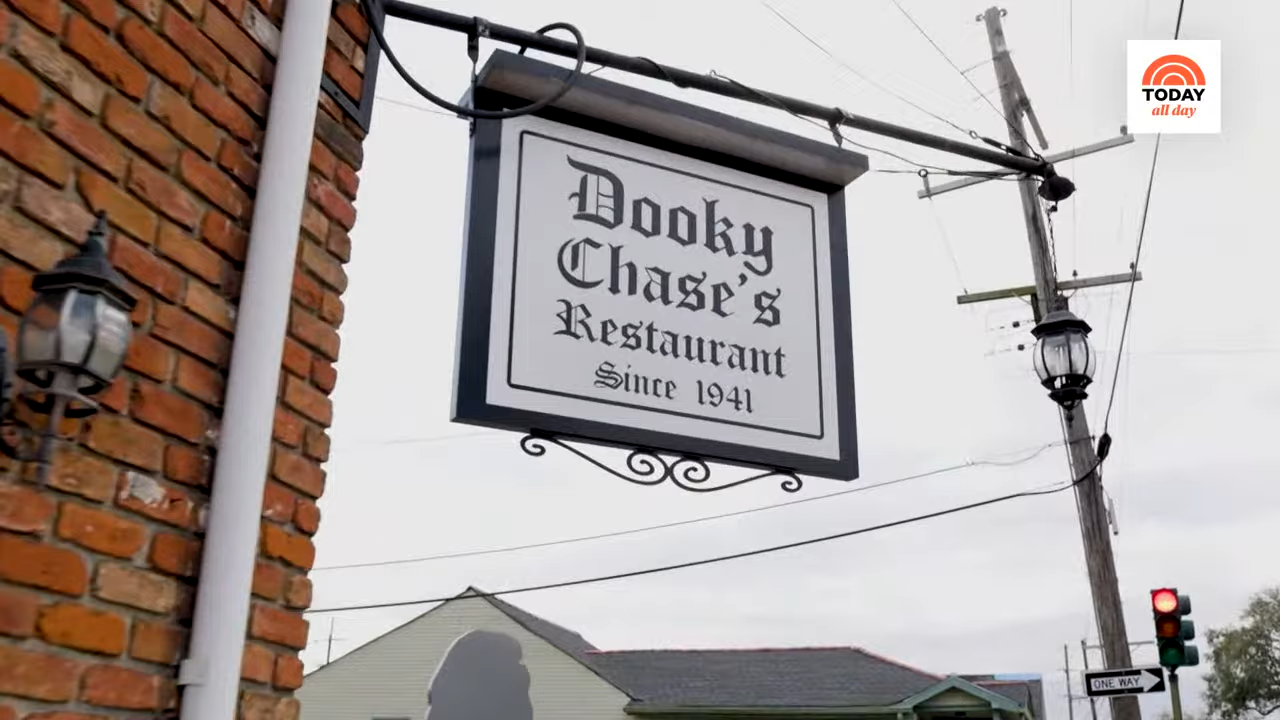 Dooky
Chase's
Restaurant
Since 1941
TODAY
all day
ONE WAY